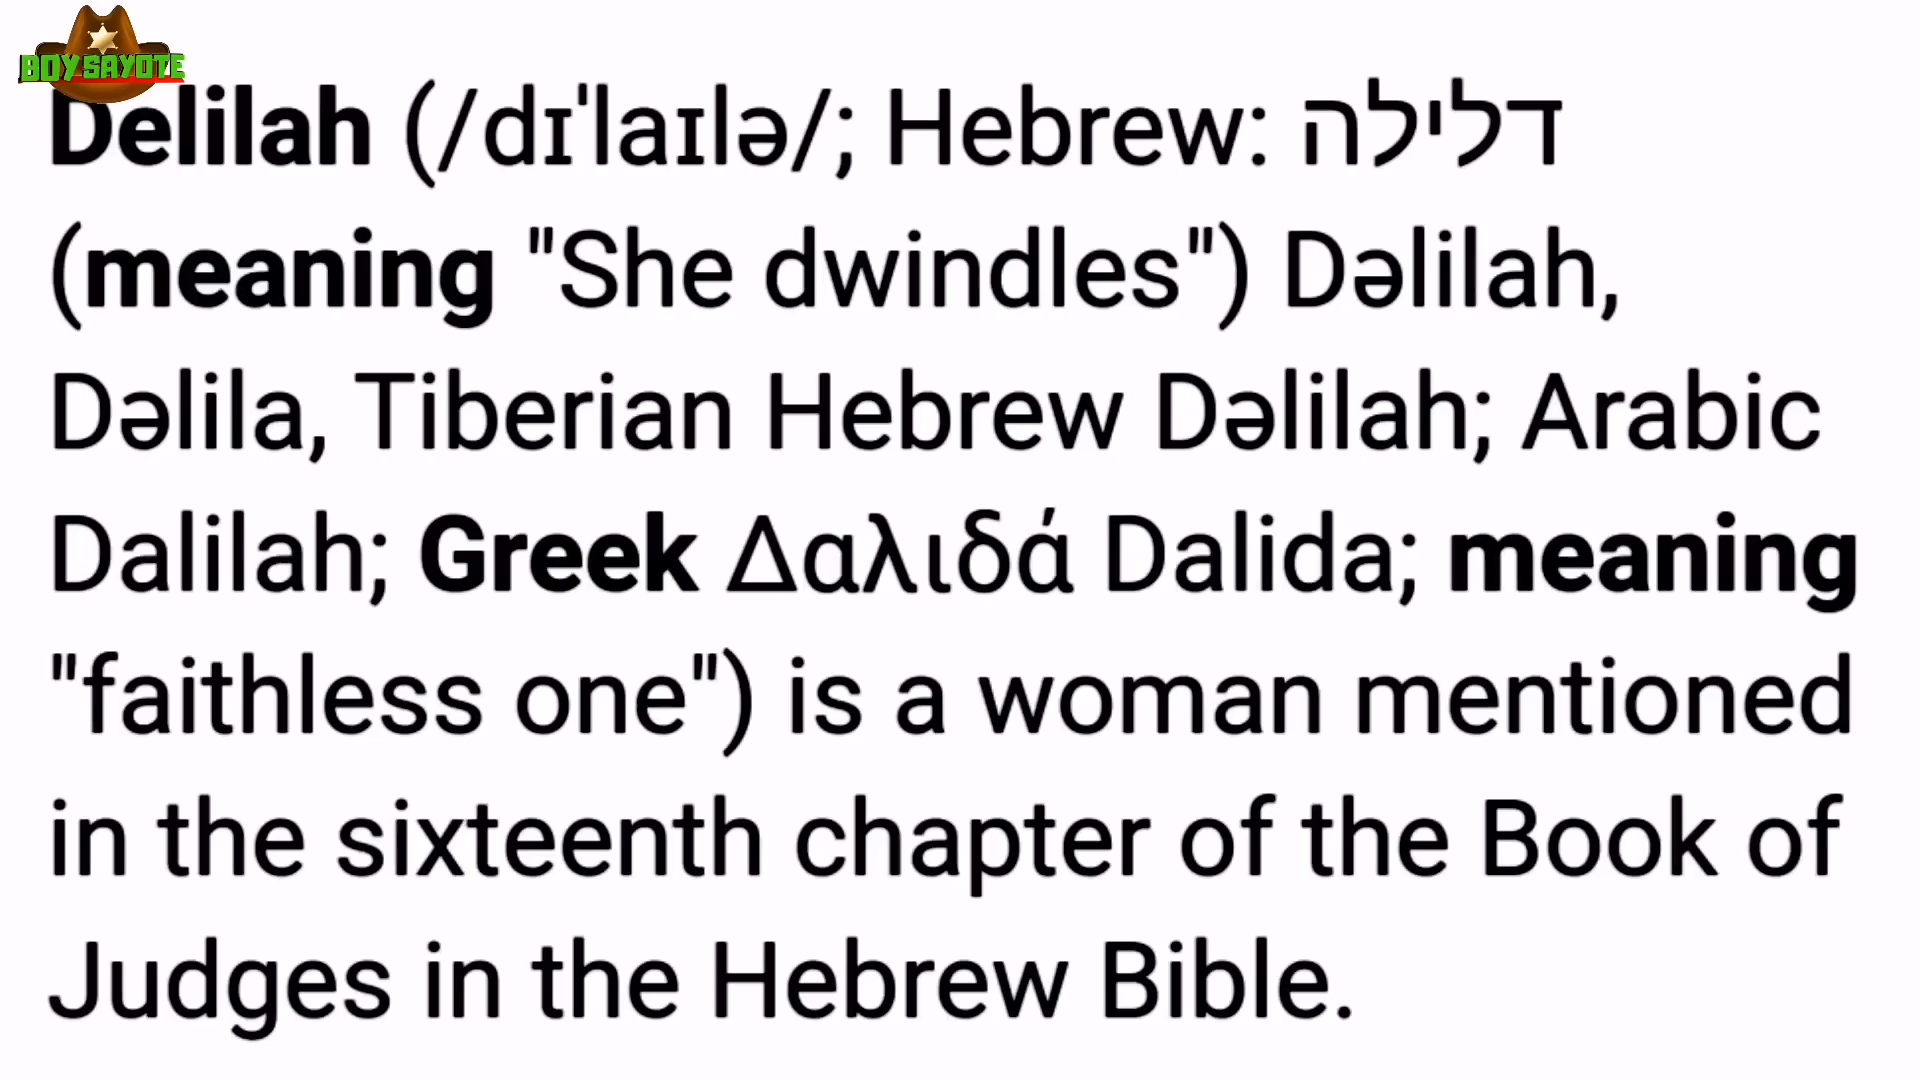 BOY SAYOTE
Delilah (/dɪˈlaɪlə/; Hebrew: דלילה
(meaning "She dwindles") Dəlilah,
Dəlila, Tiberian Hebrew Dəlilah; Arabic
Dalilah; Greek Δαλιδά Dalida; meaning
"faithless one") is a woman mentioned
in the sixteenth chapter of the Book of
Judges in the Hebrew Bible.